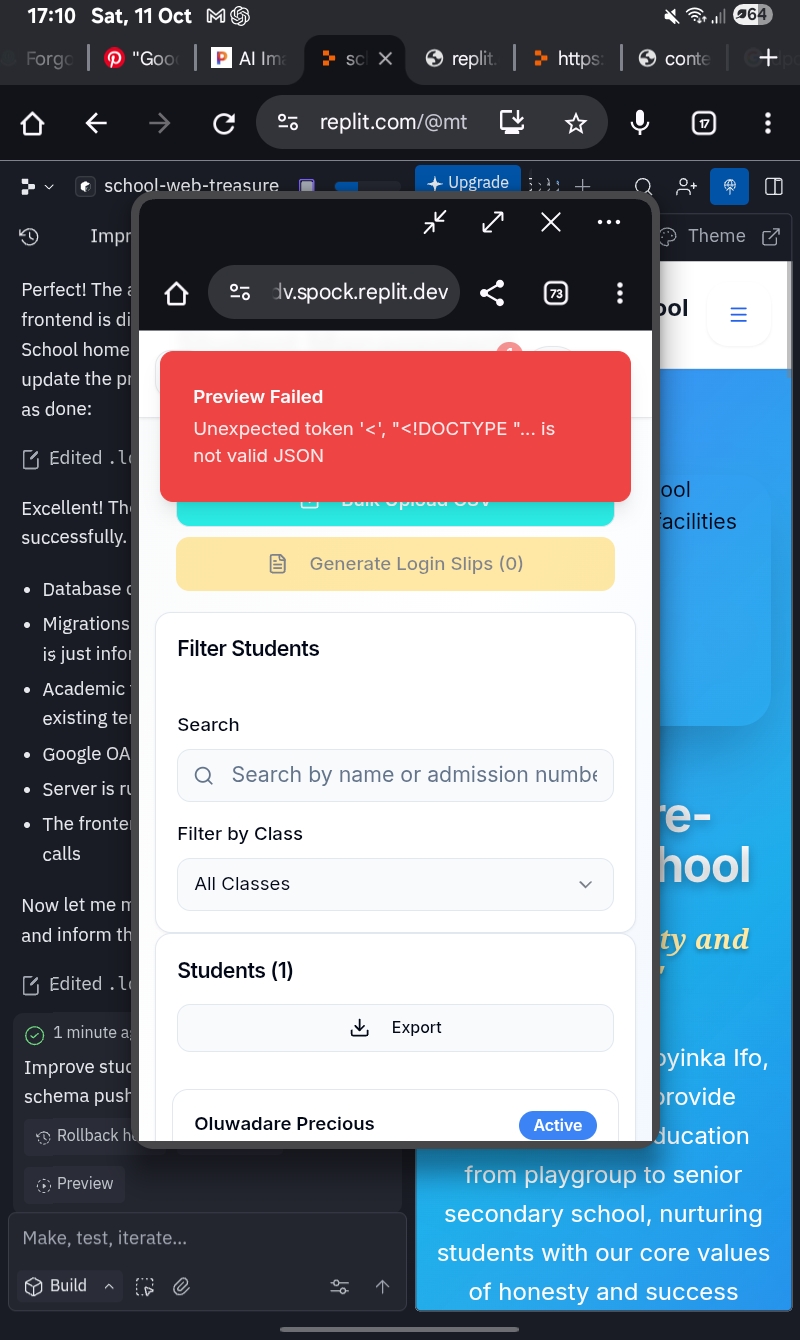 17:10 Sat, 11 Oct
64
Forgo
"Good
AI Ima
sc
replit.
https:
conte
replit.com/@mt
17
school-web-treasure
Upgrade
Impr
Theme
73
dv.spock.replit.dev
Perfect! The a
frontend is di
School home
update the pr
as done:
Edited .lo
Excellent! The
successfully.
Database c
Migrations
is just infor
Academic
existing ter
Google OA
Server is ru
The fronter
calls
Now let me m
and inform th
Edited .lo
1 minute a
Improve stud
schema push
Rollback h
Preview
Make, test, iterate...
Build
Preview Failed
Unexpected token '<', "<!DOCTYPE "... is
not valid JSON
Bulk Upload CSV
Generate Login Slips (0)
Filter Students
Search
Search by name or admission numbe
Filter by Class
All Classes
Students (1)
Export
Oluwadare Precious
Active
ool
ool
facilities
re-
hool
ty and
oyinka Ifo,
provide
ducation
from playgroup to senior
secondary school, nurturing
students with our core values
of honesty and success